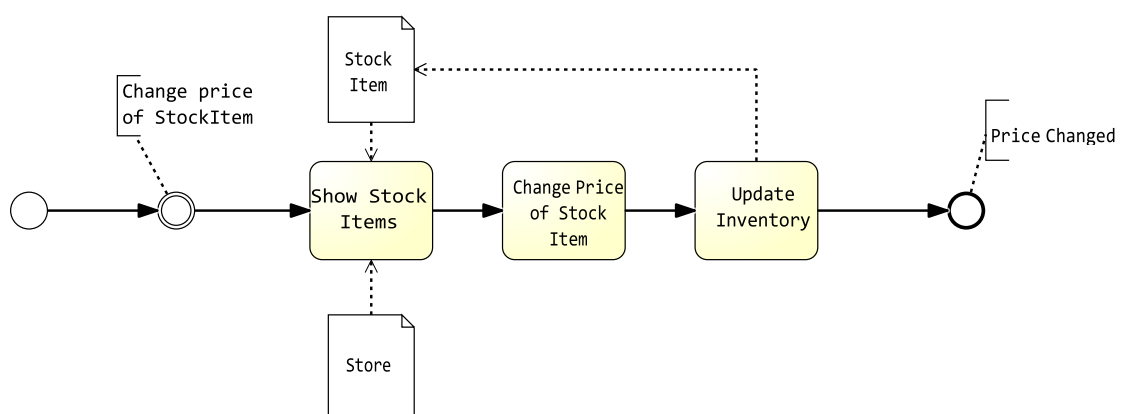 Stock
Item
Change price
of StockItem
Price Changed
Show Stock
Items
Change Price
of Stock
Item
Update
Inventory
Store